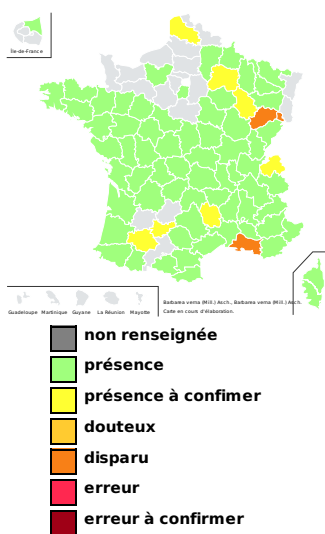 Île-de-France
Guadeloupe Martinique Guyane La Réunion Mayotte
Barbarea verna (Mill.) Asch., Barbarea verna (Mill.) Asch.
Carte en cours d'élaboration.
non renseignée
présence
présence à confimer
douteux
disparu
erreur
erreur à confirmer